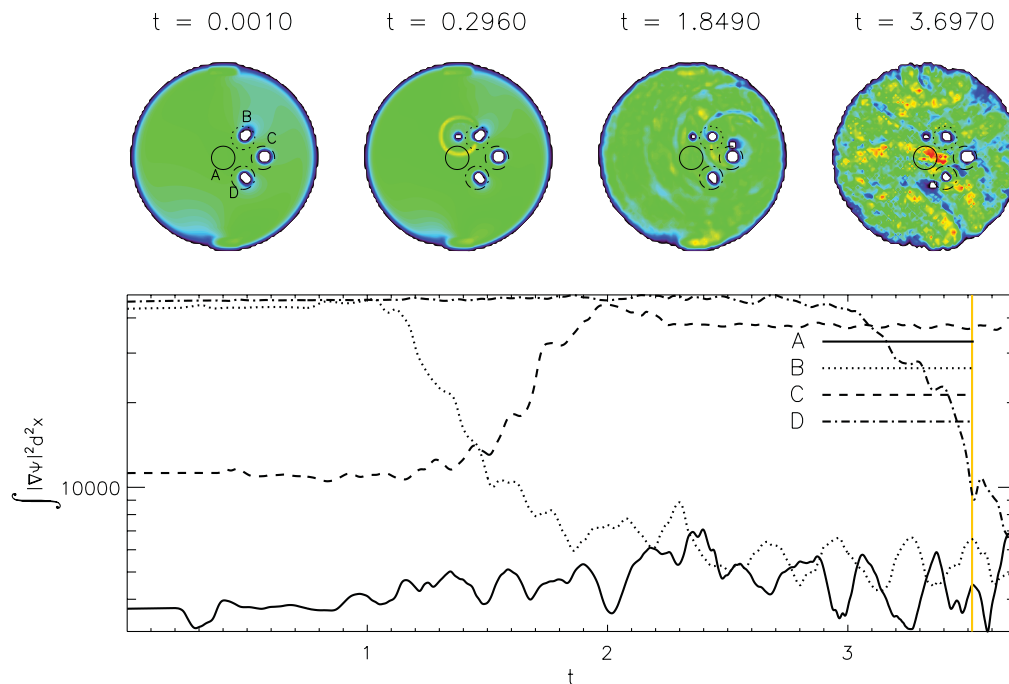 t = 0.0010 t = 0.2960 t = 1.8490 t = 3.6970
B
C
A
D
∫ |∇ψ|²d²x
10000
A
B
C
D
1 2 3
t